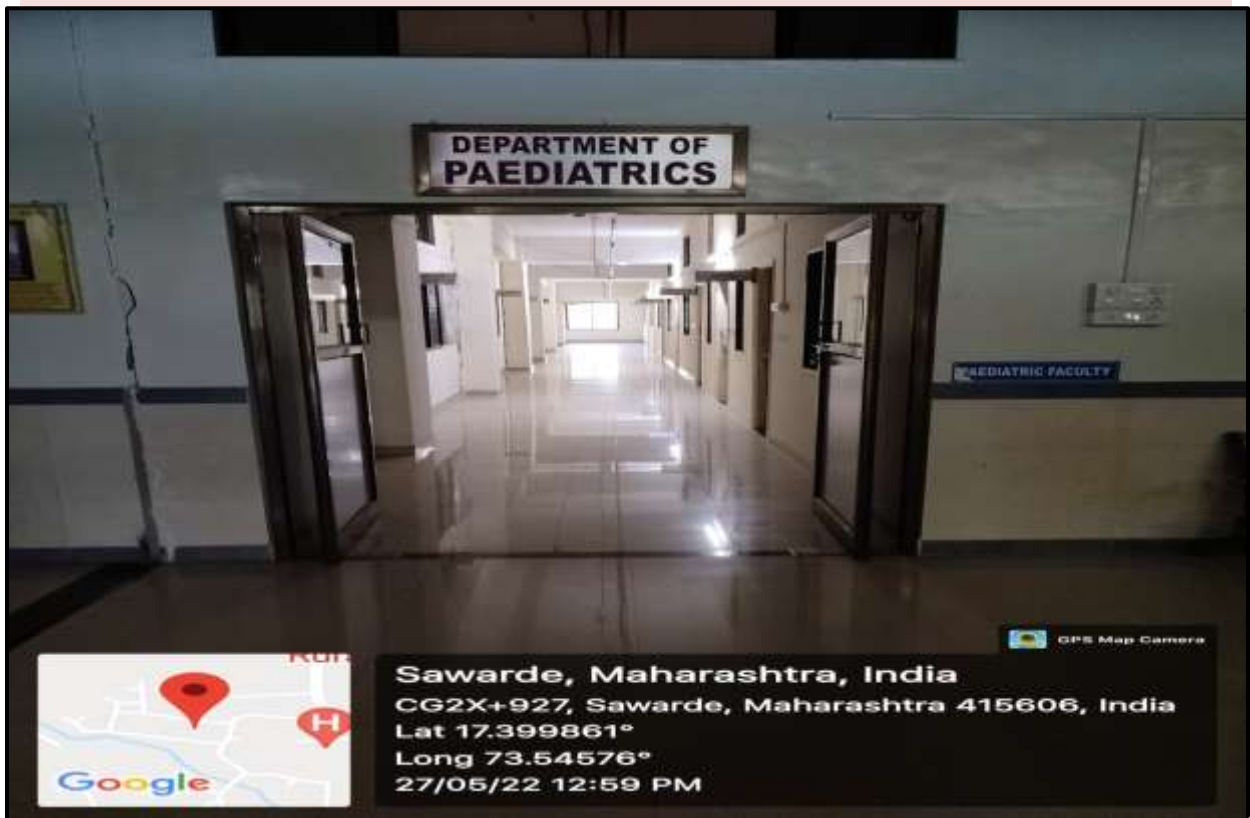 DEPARTMENT OF
PAEDIATRICS
AEDIATRIC FACULTY
GPS Map Camera
H
Google
Sawarde, Maharashtra, India
CG2X+927, Sawarde, Maharashtra 415606, India
Lat 17.399861°
Long 73.54576°
27/05/22 12:59 PM